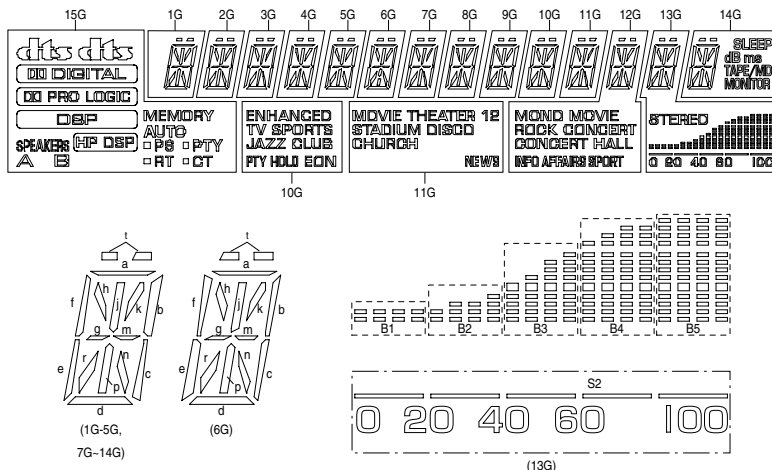 15G 1G 2G 3G 4G 5G 6G 7G 8G 9G 10G 11G 12G 13G 14G
dts dts
DIGITAL
PRO LOGIC
DSP
SPEAKERS HP DSP
A B
MEMORY
AUTO
PS PTY
RT CT
ENHANCED
TV SPORTS
JAZZ CLUB
PTY HOLD EON
MOVIE THEATER 12
STADIUM DISCO
CHURCH
NEWS
MONO MOVIE
ROCK CONCERT
CONCERT HALL
INFO AFFAIRS SPORT
SLEEP
dB ms
TAPE/MD
MONITOR
STEREO
0 20 40 60 100
10G 11G
t
a
f h j k b
g m
e r p n c
d
(1G-5G,
7G~14G)
t
a
f h j k b
g m
e r p n c
d
(6G)
B1 B2 B3 B4 B5
S2
0 20 40 60 100
(13G)